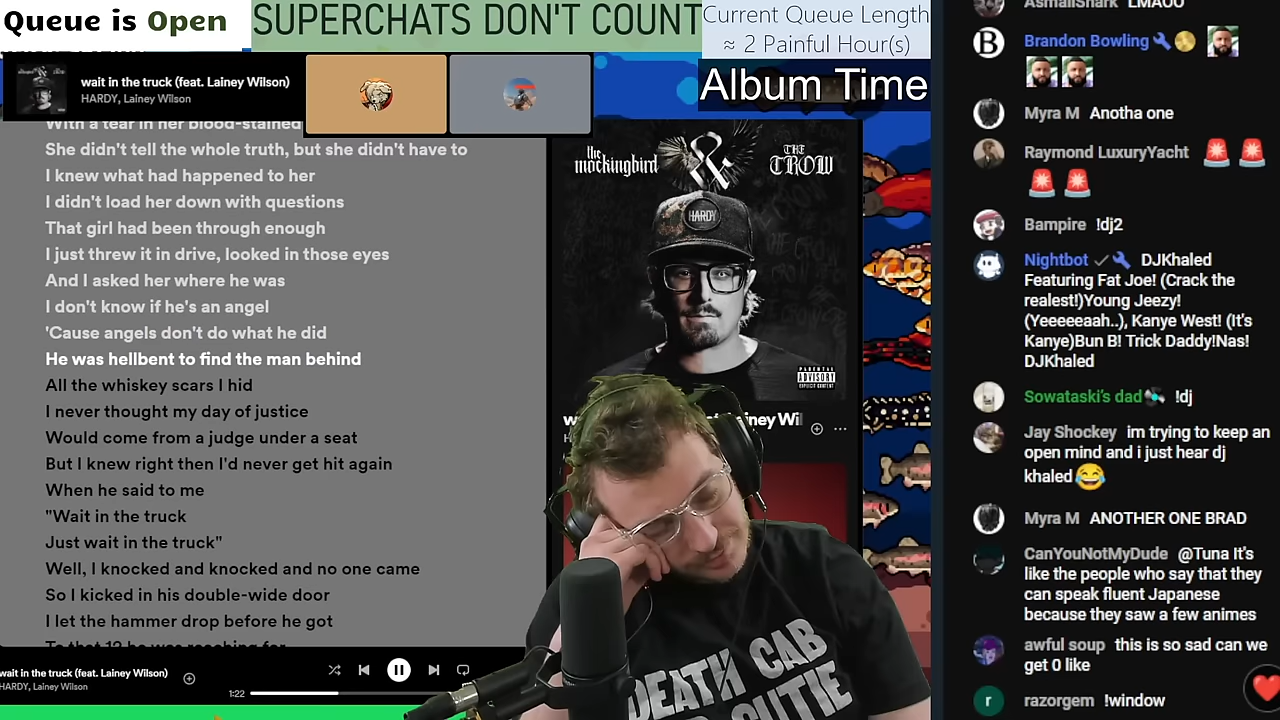 Queue is Open
SUPERCHATS DON'T COUNT
Current Queue Length
≈ 2 Painful Hour(s)
Album Time
wait in the truck (feat. Lainey Wilson)
HARDY, Lainey Wilson
With a tear in her blood-stained
She didn't tell the whole truth, but she didn't have to
I knew what had happened to her
I didn't load her down with questions
That girl had been through enough
I just threw it in drive, looked in those eyes
And I asked her where he was
I don't know if he's an angel
'Cause angels don't do what he did
He was hellbent to find the man behind
All the whiskey scars I hid
I never thought my day of justice
Would come from a judge under a seat
But I knew right then I'd never get hit again
When he said to me
"Wait in the truck
Just wait in the truck"
Well, I knocked and knocked and no one came
So I kicked in his double-wide door
I let the hammer drop before he got
To that 12 he was reaching for
wait in the truck (feat. Lainey Wilson)
HARDY, Lainey Wilson
1:22
the mockingbird & THE CROW
HARDY
PARENTAL
ADVISORY
EXPLICIT CONTENT
DEATH CAB
CUTIE
AsmallShark LMAOO
Brandon Bowling
Myra M Anotha one
Raymond LuxuryYacht
Bampire !dj2
Nightbot DJKhaled
Featuring Fat Joe! (Crack the
realest!)Young Jeezy!
(Yeeeeeaah..), Kanye West! (It's
Kanye)Bun B! Trick Daddy!Nas!
DJKhaled
Sowataski's dad !dj
Jay Shockey im trying to keep an
open mind and i just hear dj
khaled
Myra M ANOTHER ONE BRAD
CanYouNotMyDude @Tuna It's
like the people who say that they
can speak fluent Japanese
because they saw a few animes
awful soup this is so sad can we
get 0 like
r razorgem !window